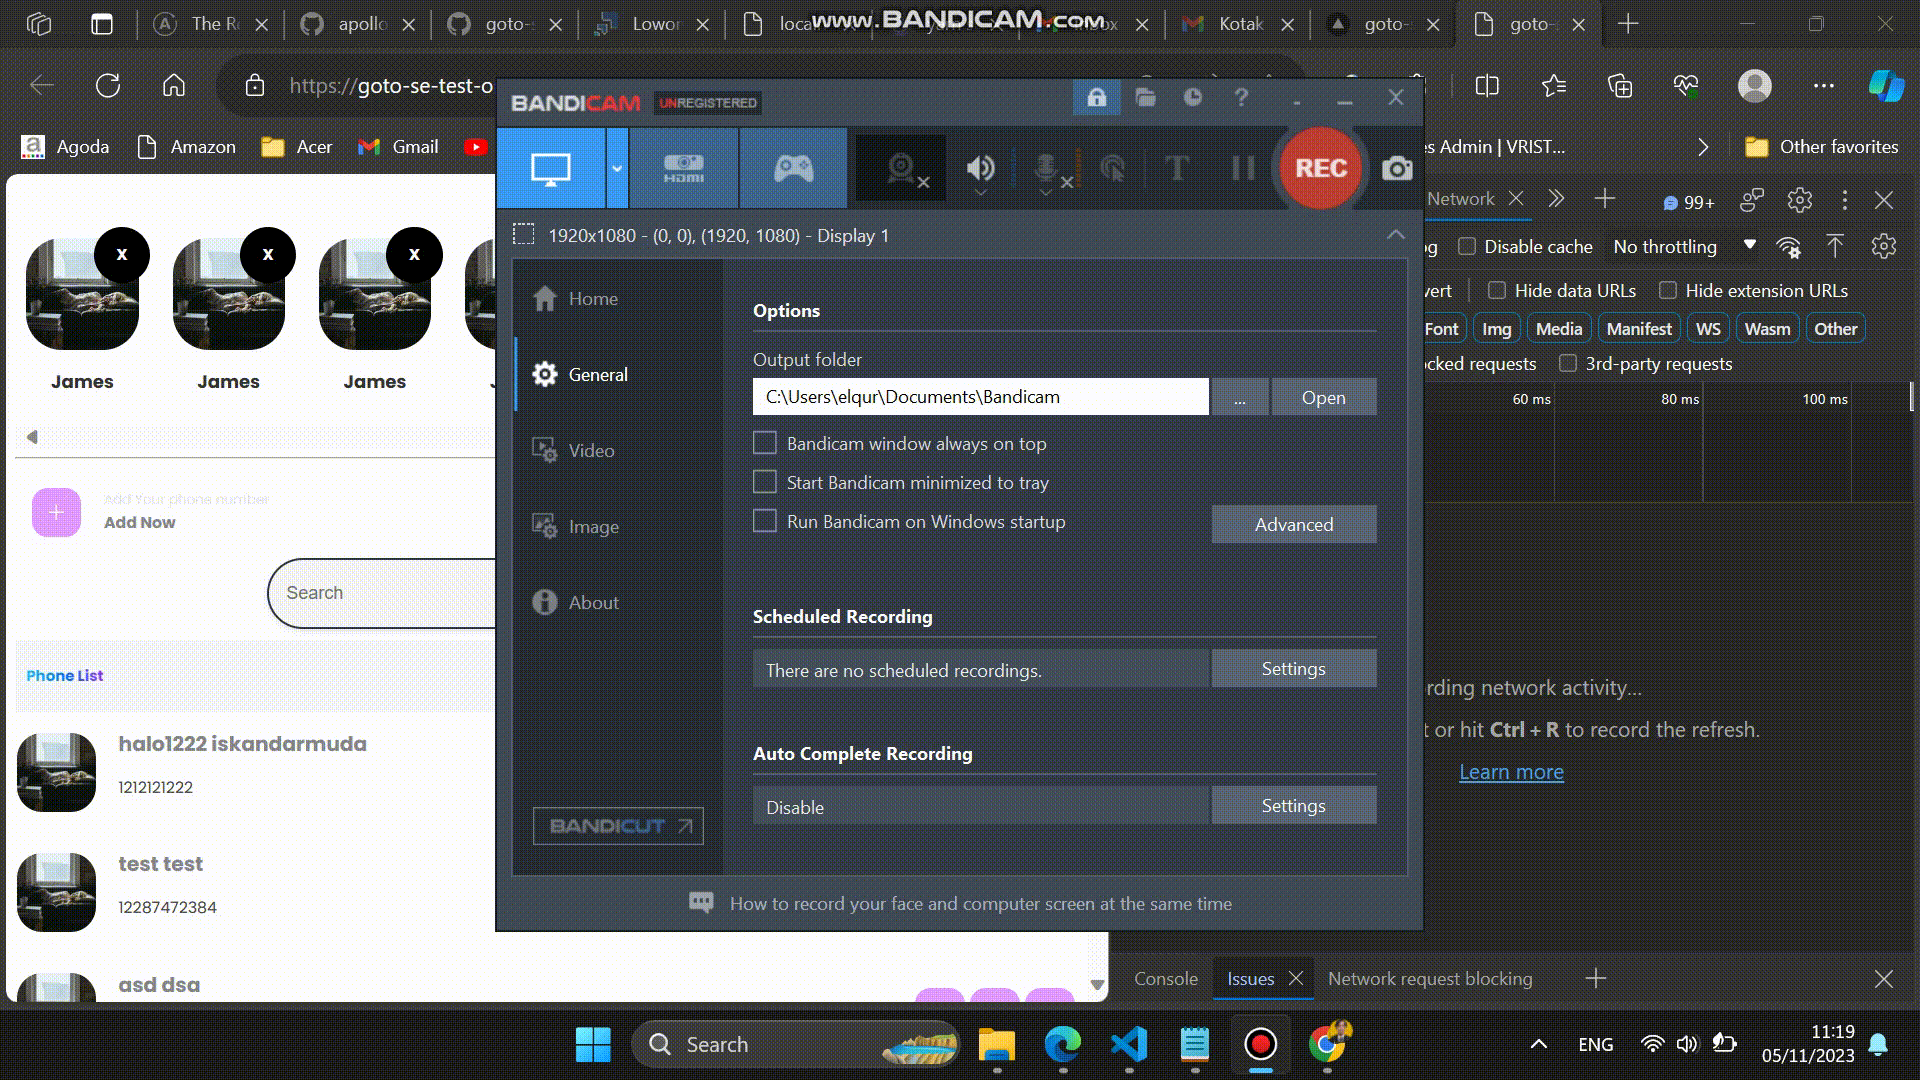 www.BANDICAM.com
The R
apollo
goto-s
Lowor
loca
Inbox
Kotak
goto-
goto-
https://goto-se-test-o
Agoda
Amazon
Acer
Gmail
es Admin | VRIST...
Other favorites
BANDICAM
UNREGISTERED
?
HDMI
T
REC
1920x1080 - (0, 0), (1920, 1080) - Display 1
Home
General
Video
Image
About
BANDICUT
Options
Output folder
C:\Users\elqur\Documents\Bandicam
...
Open
Bandicam window always on top
Start Bandicam minimized to tray
Run Bandicam on Windows startup
Advanced
Scheduled Recording
There are no scheduled recordings.
Settings
Auto Complete Recording
Disable
Settings
How to record your face and computer screen at the same time
x
x
x
James
James
James
Add Your phone number
Add Now
Search
Phone List
halo1222 iskandarmuda
1212121222
test test
12287472384
asd dsa
Network
99+
Disable cache
No throttling
vert
Hide data URLs
Hide extension URLs
Font
Img
Media
Manifest
WS
Wasm
Other
cked requests
3rd-party requests
60 ms
80 ms
100 ms
rding network activity...
t or hit Ctrl + R to record the refresh.
Learn more
Console
Issues
Network request blocking
Search
ENG
11:19
05/11/2023